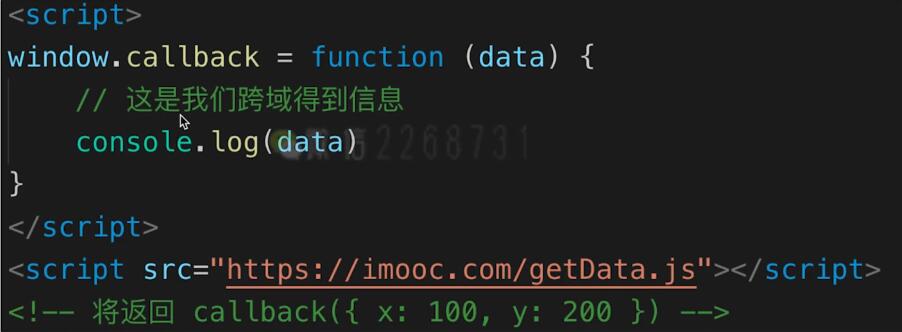 <script>
window.callback = function (data) {
    // 这是我们跨域得到信息
    console.log(data)
}
</script>
<script src="https://imooc.com/getData.js"></script>
<!-- 将返回 callback({ x: 100, y: 200 }) -->